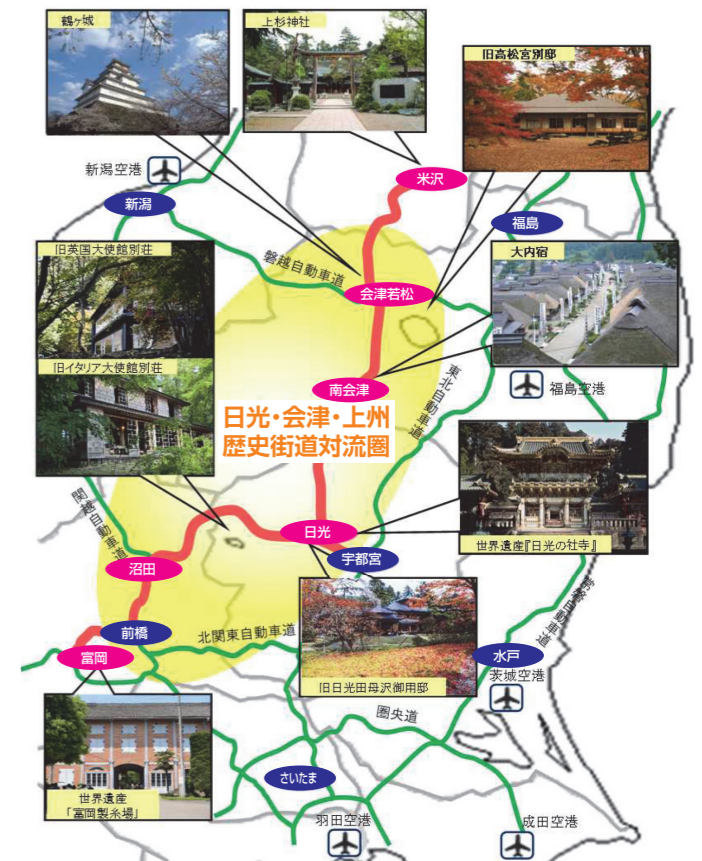 鶴ヶ城
上杉神社
旧高松宮別邸
新潟空港
米沢
新潟
福島
旧英国大使館別荘
磐越自動車道
大内宿
会津若松
旧イタリア大使館別荘
南会津
東北自動車道
福島空港
日光・会津・上州
歴史街道対流圏
関越自動車道
日光
世界遺産『日光の社寺』
宇都宮
沼田
常磐自動車道
前橋
北関東自動車道
富岡
水戸
茨城空港
旧日光田母沢御用邸
圏央道
さいたま
世界遺産
「富岡製糸場」
羽田空港
成田空港